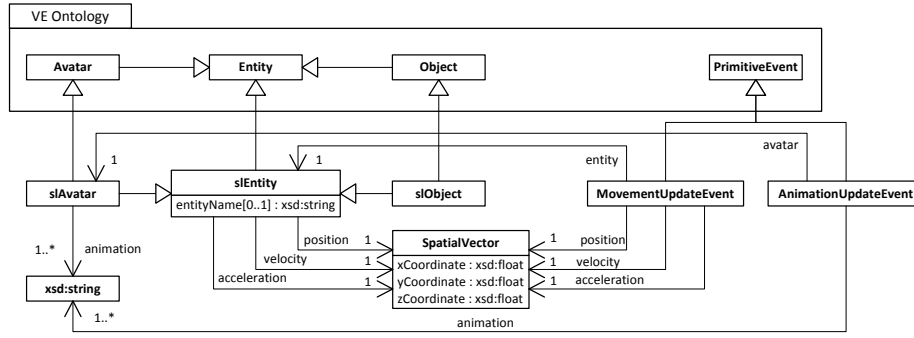 VE Ontology
Avatar
Entity
Object
PrimitiveEvent
avatar
1
1
entity
slAvatar
slEntity
entityName[0..1] : xsd:string
slObject
MovementUpdateEvent
AnimationUpdateEvent
1..*
animation
position
1
SpatialVector
1
position
velocity
1
xCoordinate : xsd:float
1
velocity
acceleration
1
yCoordinate : xsd:float
1
acceleration
zCoordinate : xsd:float
xsd:string
1..*
animation